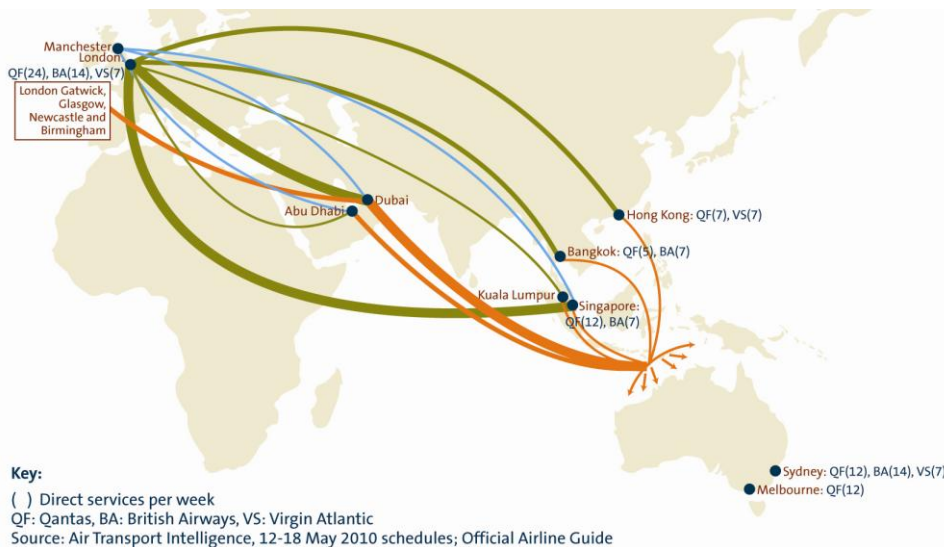 Manchester
London:
QF(24), BA(14), VS(7)
London Gatwick,
Glasgow,
Newcastle and
Birmingham
Dubai
Abu Dhabi
Hong Kong: QF(7), VS(7)
Bangkok: QF(5), BA(7)
Kuala Lumpur
Singapore:
QF(12), BA(7)
Sydney: QF(12), BA(14), VS(7)
Melbourne: QF(12)
Key:
( ) Direct services per week
QF: Qantas, BA: British Airways, VS: Virgin Atlantic
Source: Air Transport Intelligence, 12-18 May 2010 schedules; Official Airline Guide